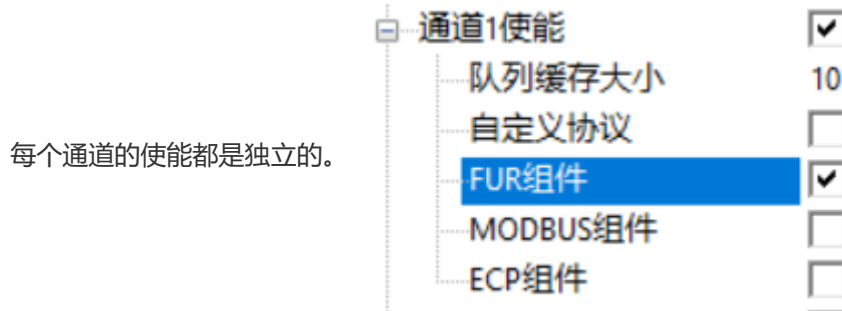 通道1使能
队列缓存大小 10
自定义协议
每个通道的使能都是独立的。
FUR组件
MODBUS组件
ECP组件